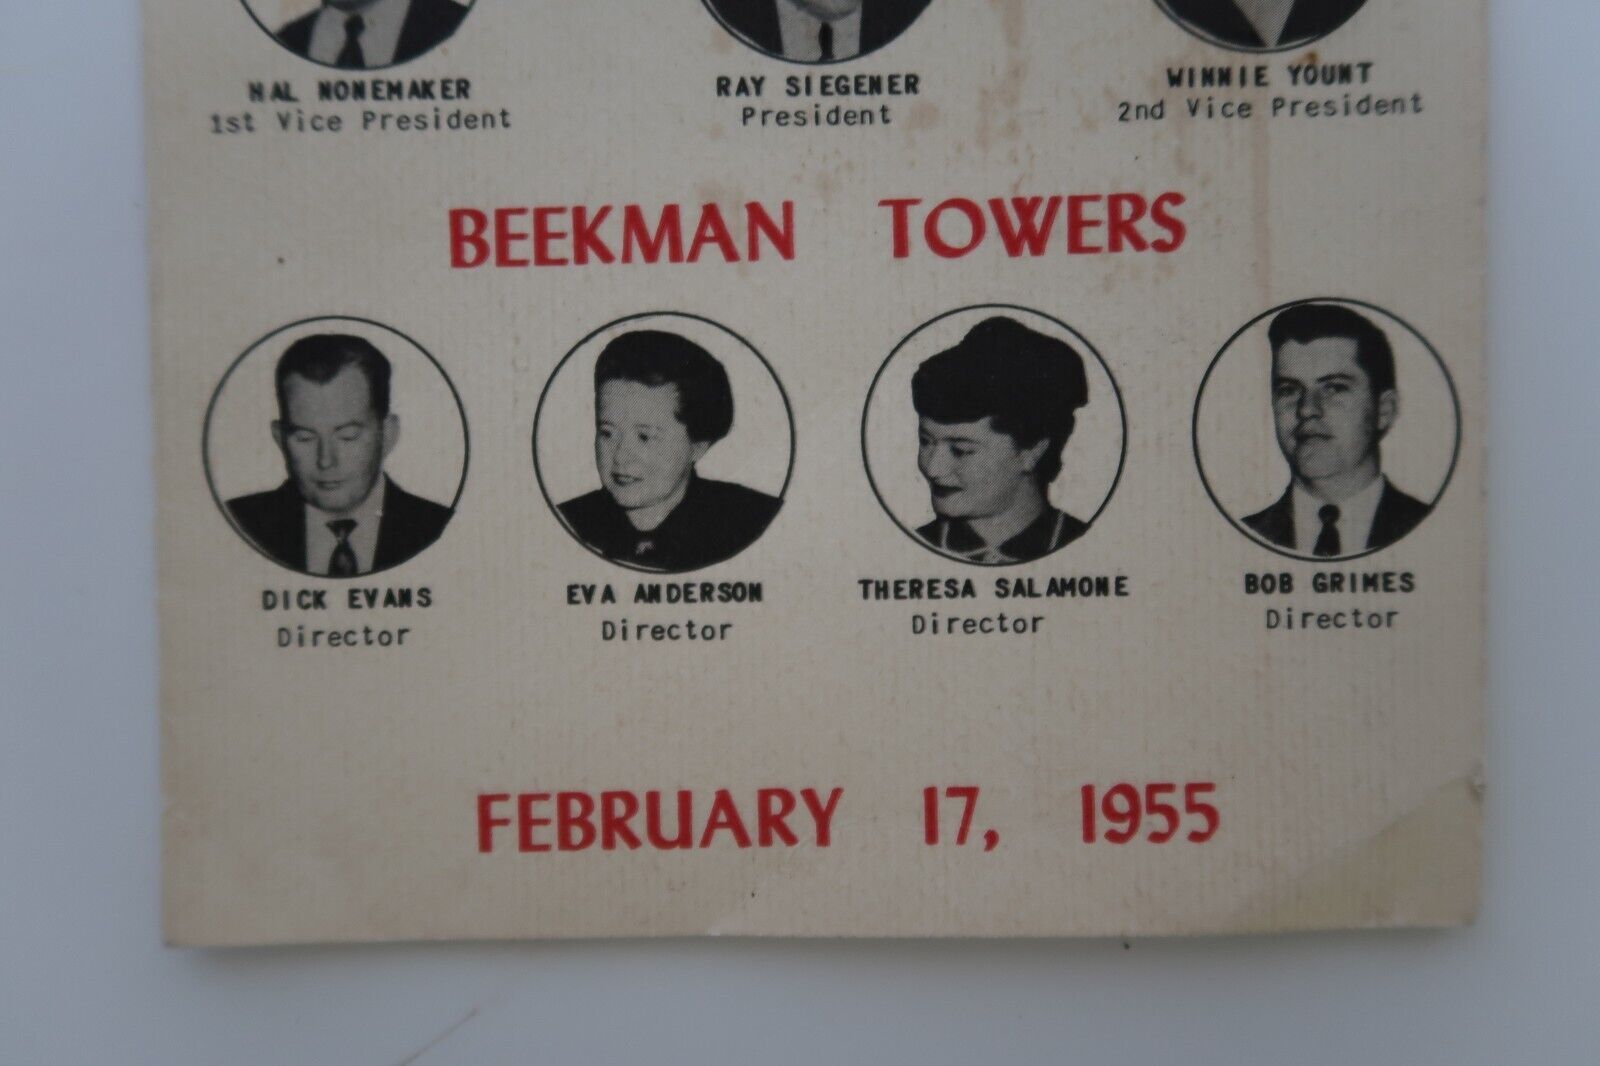 HAL NONEMAKER RAY SIEGENER WINNIE YOUNT
1st Vice President President 2nd Vice President
BEEKMAN TOWERS
DICK EVANS EVA ANDERSON THERESA SALAMONE BOB GRIMES
Director Director Director Director
FEBRUARY 17, 1955